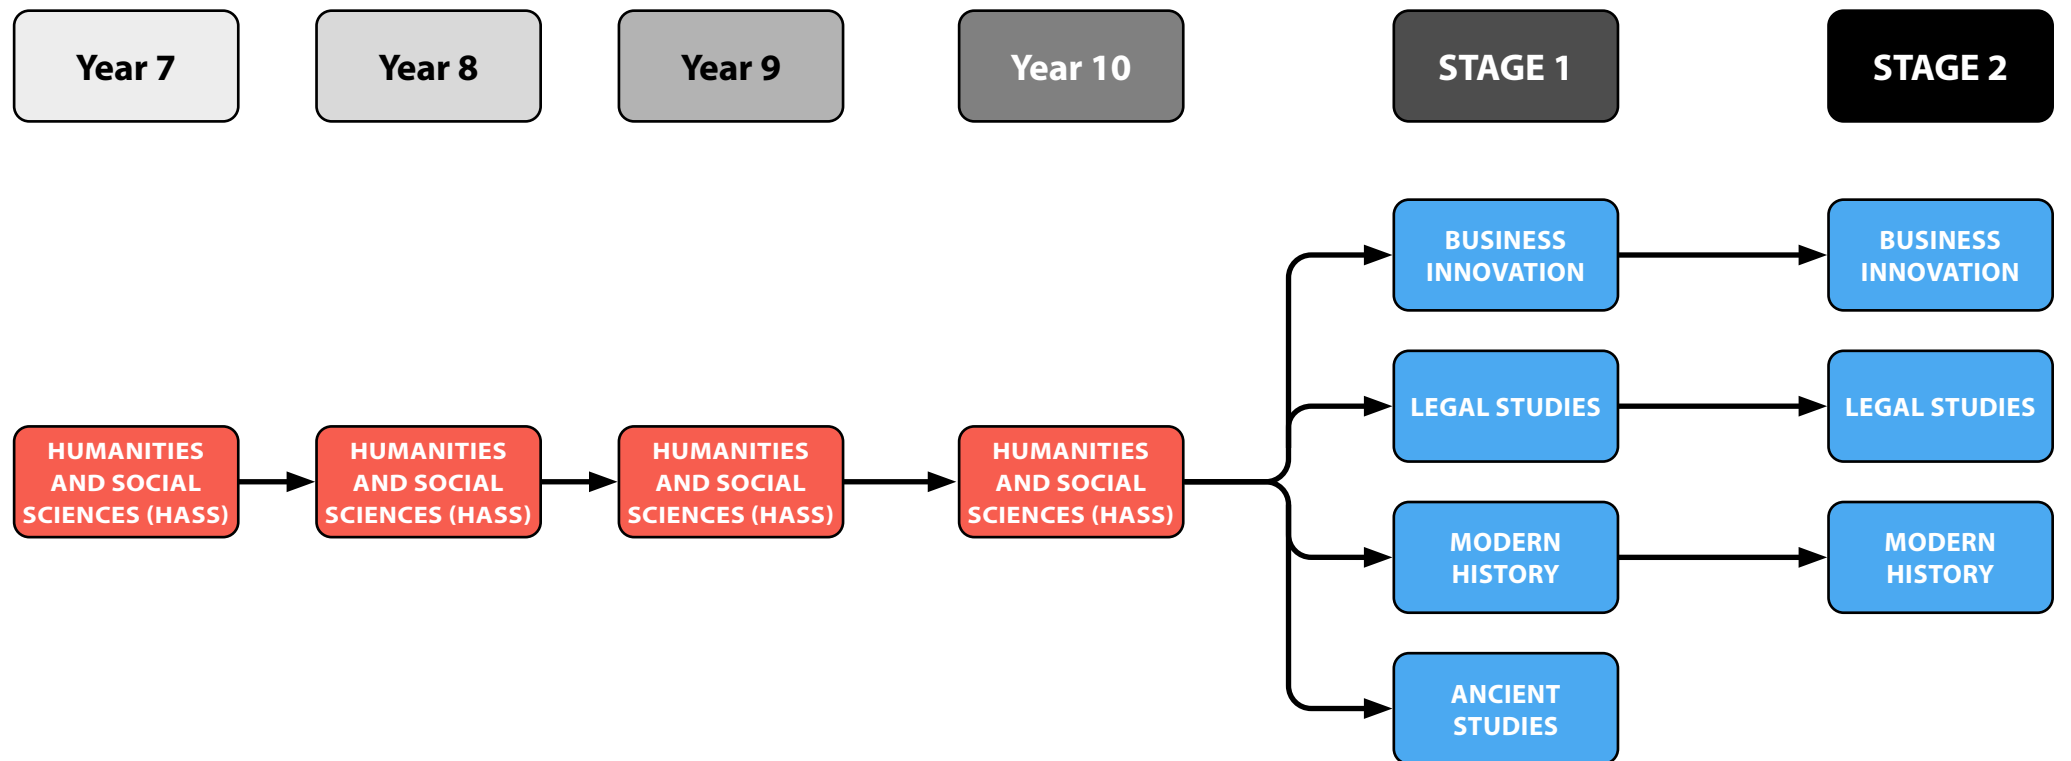 Year 7
Year 8
Year 9
Year 10
STAGE 1
STAGE 2
HUMANITIES
AND SOCIAL
SCIENCES (HASS)
HUMANITIES
AND SOCIAL
SCIENCES (HASS)
HUMANITIES
AND SOCIAL
SCIENCES (HASS)
HUMANITIES
AND SOCIAL
SCIENCES (HASS)
BUSINESS
INNOVATION
BUSINESS
INNOVATION
LEGAL STUDIES
LEGAL STUDIES
MODERN
HISTORY
MODERN
HISTORY
ANCIENT
STUDIES